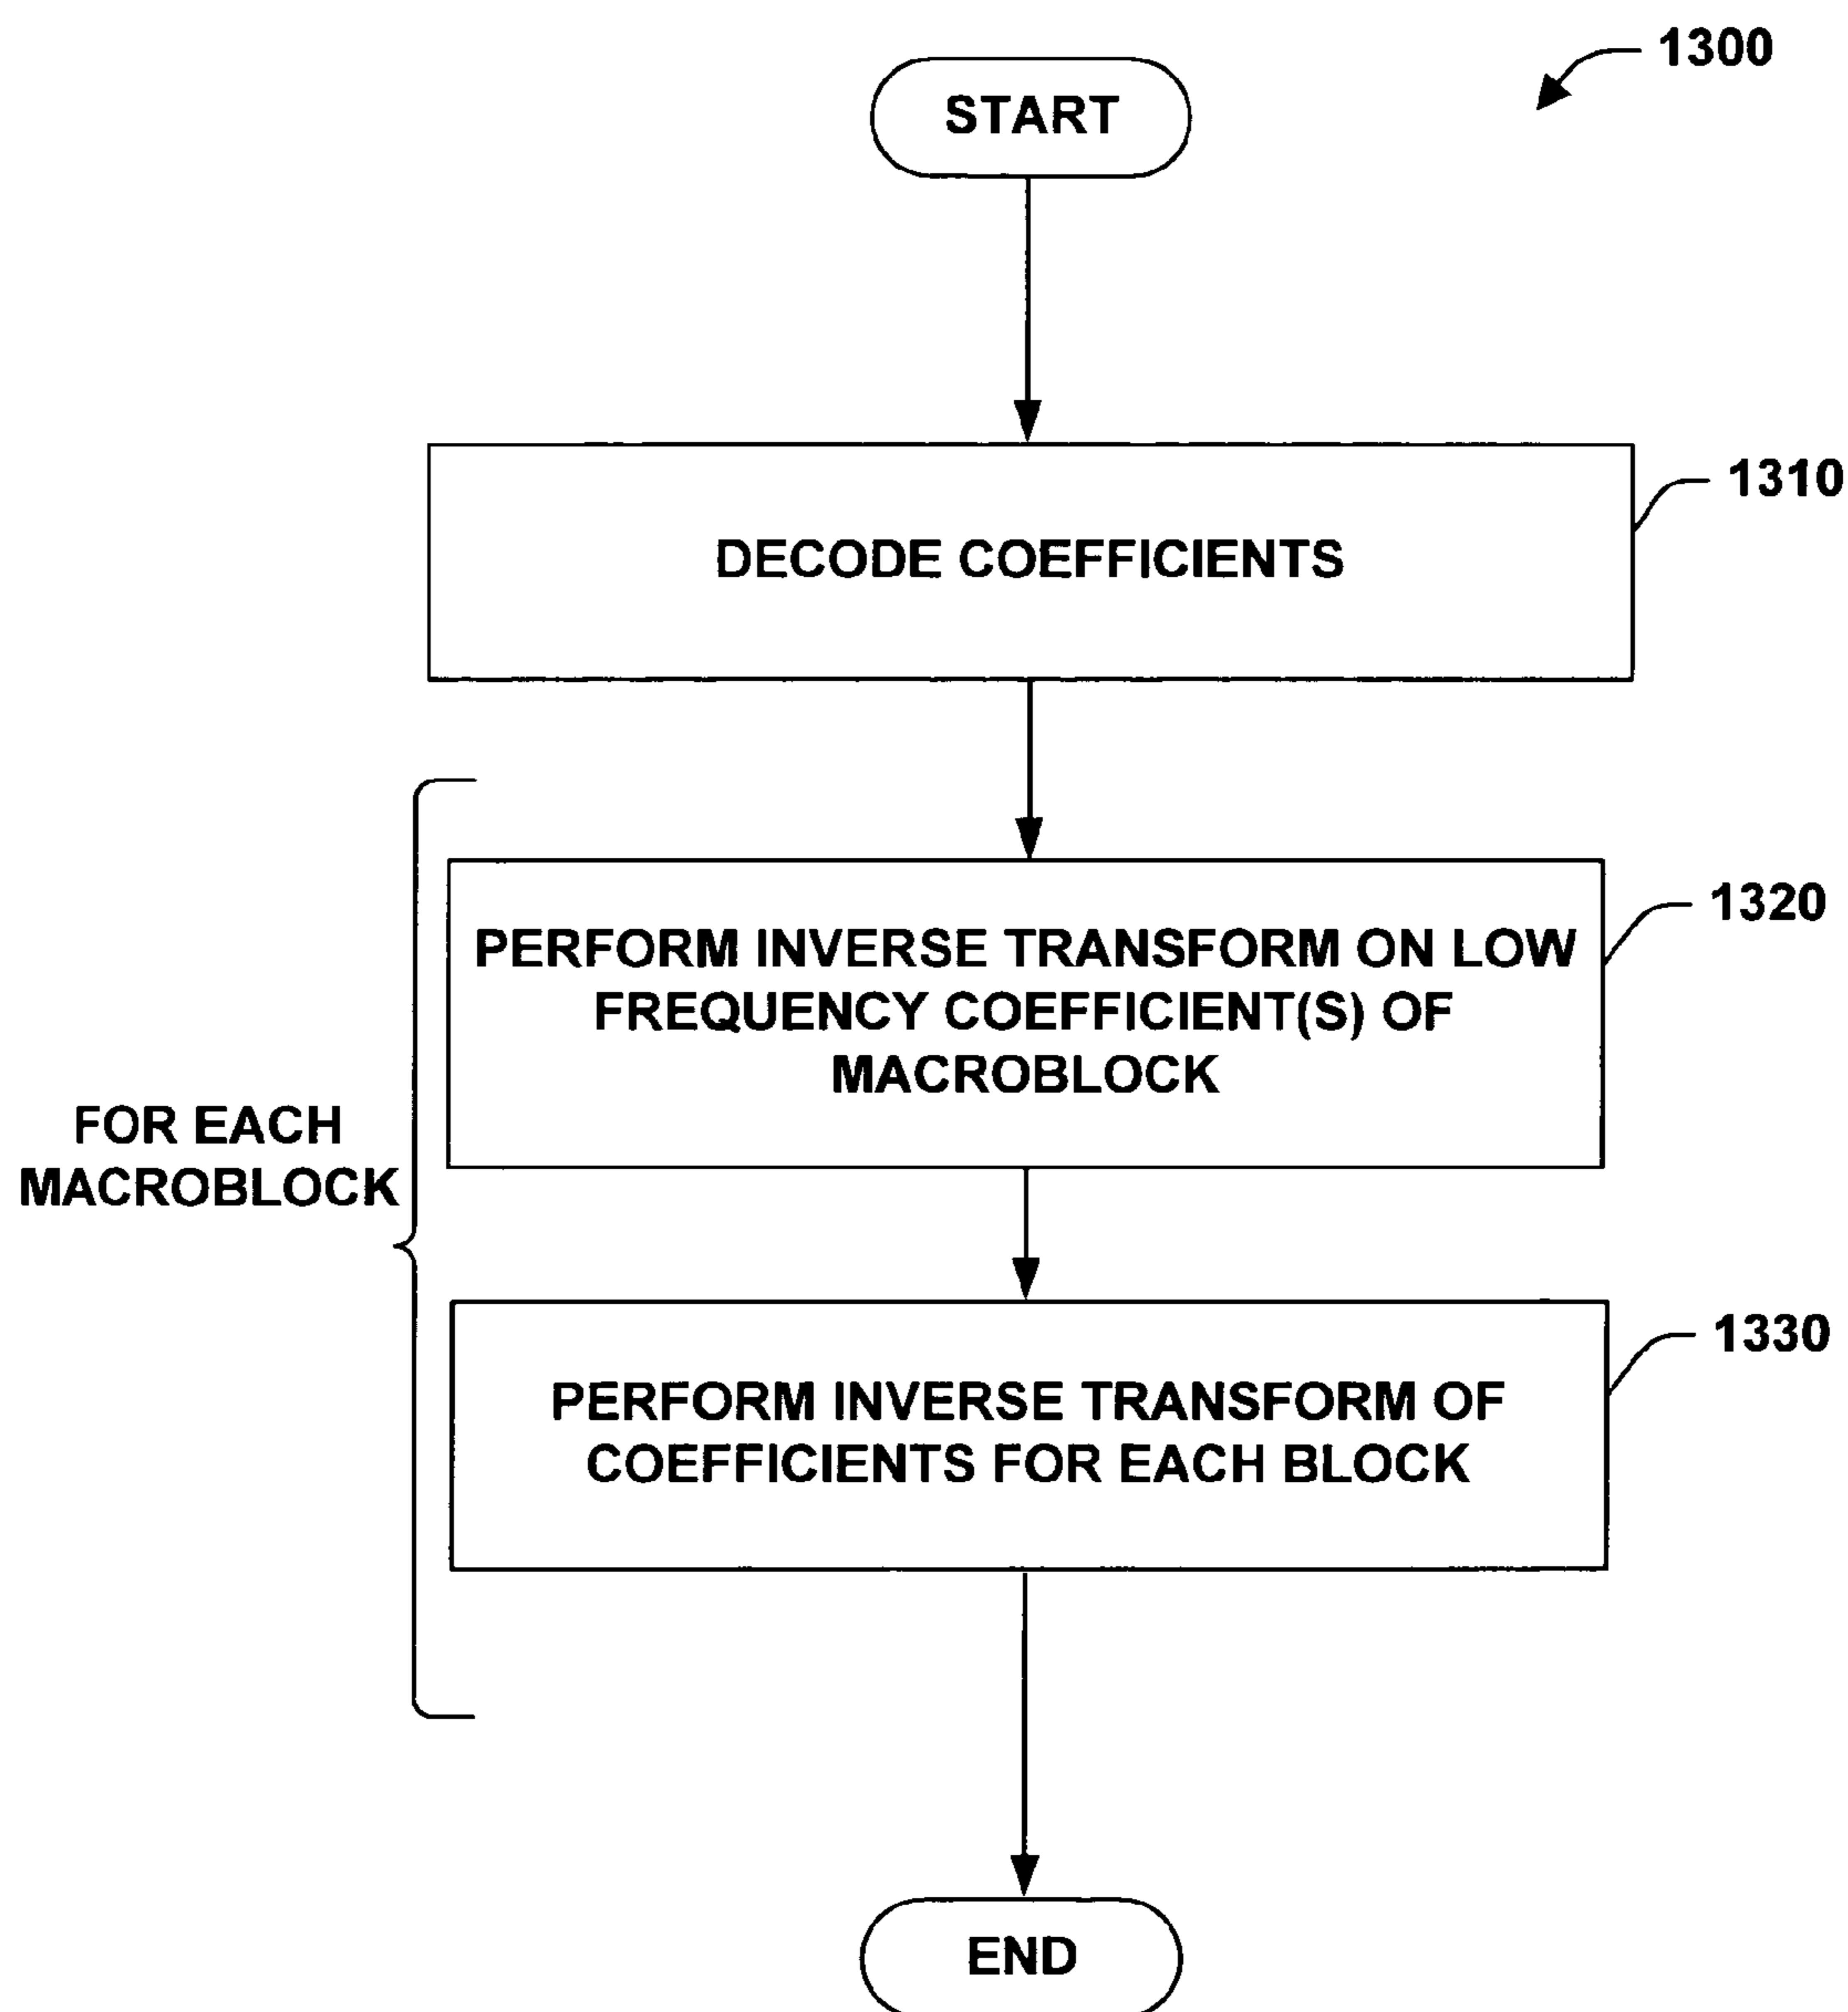 1300
START
1310
DECODE COEFFICIENTS
1320
PERFORM INVERSE TRANSFORM ON LOW
FREQUENCY COEFFICIENT(S) OF
MACROBLOCK
FOR EACH
MACROBLOCK
1330
PERFORM INVERSE TRANSFORM OF
COEFFICIENTS FOR EACH BLOCK
END